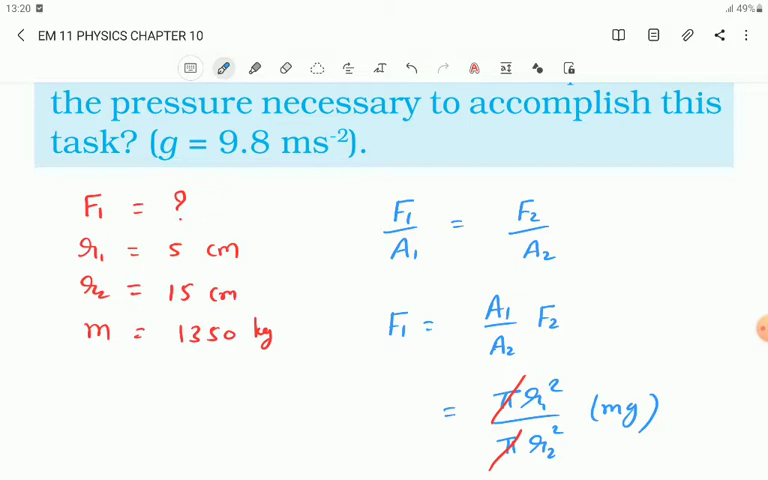 13:20
49%
EM 11 PHYSICS CHAPTER 10
the pressure necessary to accomplish this
task? (g = 9.8 ms⁻²).
F₁ = ?
r₁ = 5 cm
r₂ = 15 cm
m = 1350 kg
F₁/A₁ = F₂/A₂
F₁ = A₁/A₂ F₂
= πr₁²/πr₂² (mg)